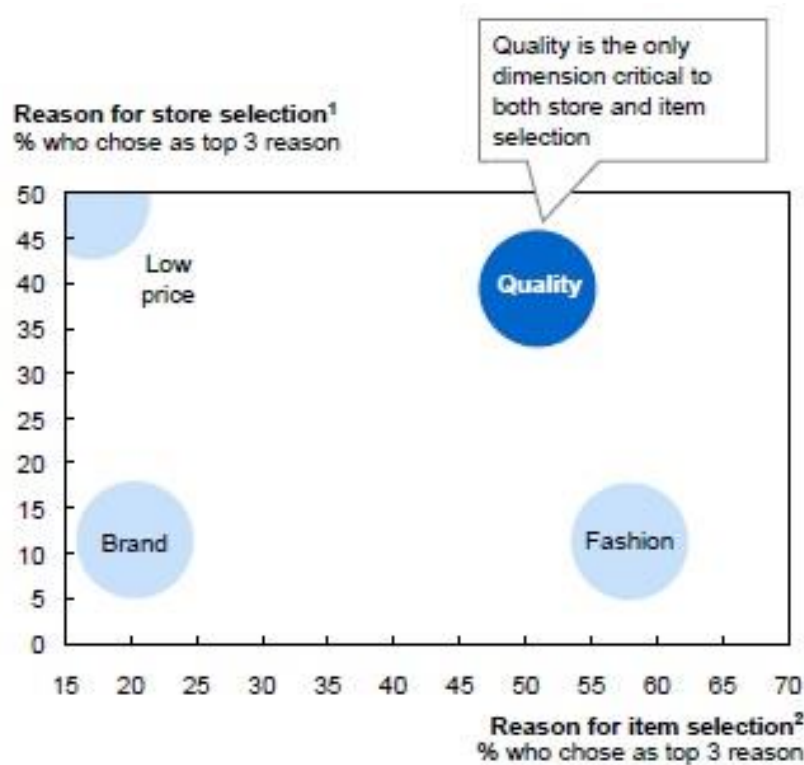 Quality is the only
dimension critical to
both store and item
selection
Reason for store selection¹
% who chose as top 3 reason
50
45
40
35
30
25
20
15
10
5
0
Low
price
Quality
Brand
Fashion
15 20 25 30 35 40 45 50 55 60 65 70
Reason for item selection²
% who chose as top 3 reason